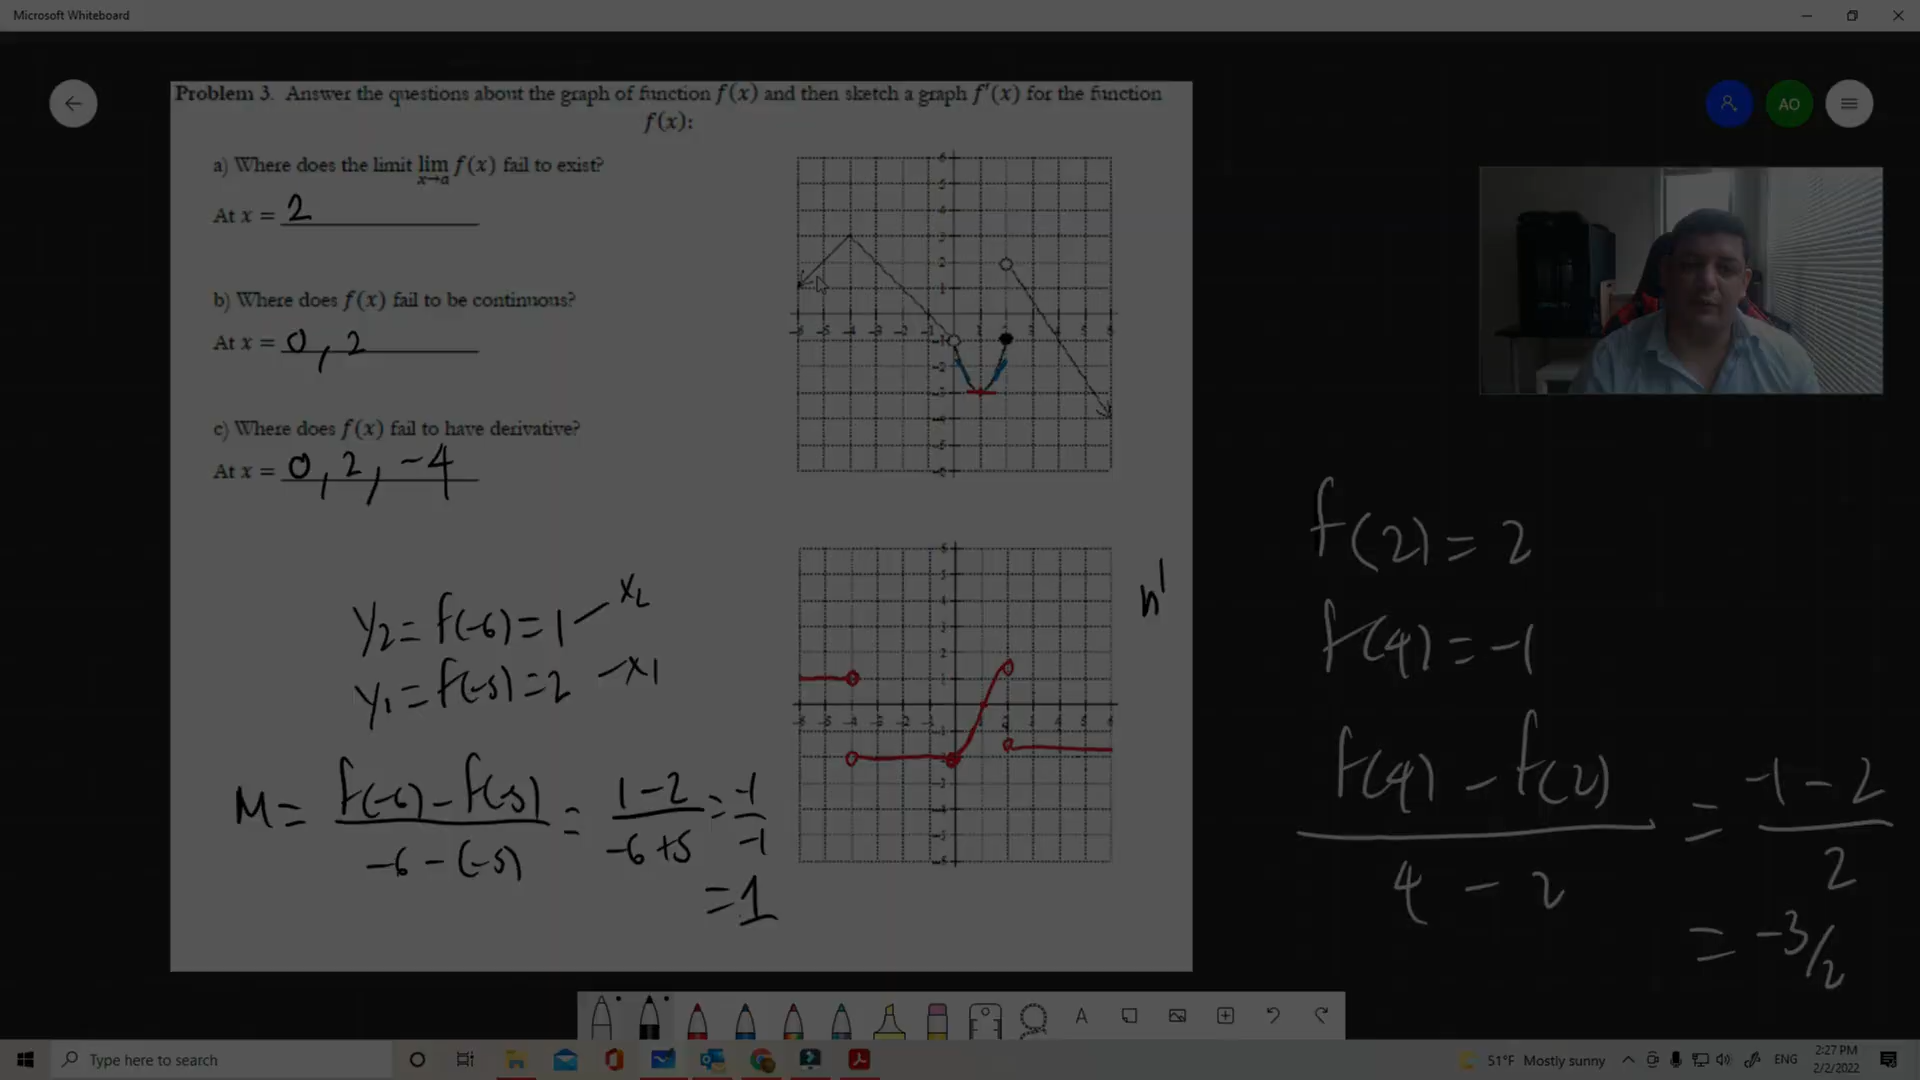 Microsoft Whiteboard
AO
Problem 3. Answer the questions about the graph of function f(x) and then sketch a graph f'(x) for the function
f(x):
a) Where does the limit lim f(x) fail to exist?
x→a
At x = 2
b) Where does f(x) fail to be continuous?
At x = 0, 2
c) Where does f(x) fail to have derivative?
At x = 0, 2, -4
y2 = f(-6) = 1 — x2
y1 = f(-5) = 2 — x1
M = f(-6) - f(-5) / -6 - (-5) = 1 - 2 / -6 + 5 = -1 / -1
= 1
h'
f(2) = 2
f(4) = -1
f(4) - f(2) / 4 - 2 = -1 - 2 / 2
= -3/2
Type here to search
51°F Mostly sunny
ENG
2:27 PM
2/2/2022